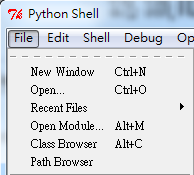 Python Shell
File Edit Shell Debug Op
New Window Ctrl+N
Open... Ctrl+O
Recent Files
Open Module... Alt+M
Class Browser Alt+C
Path Browser